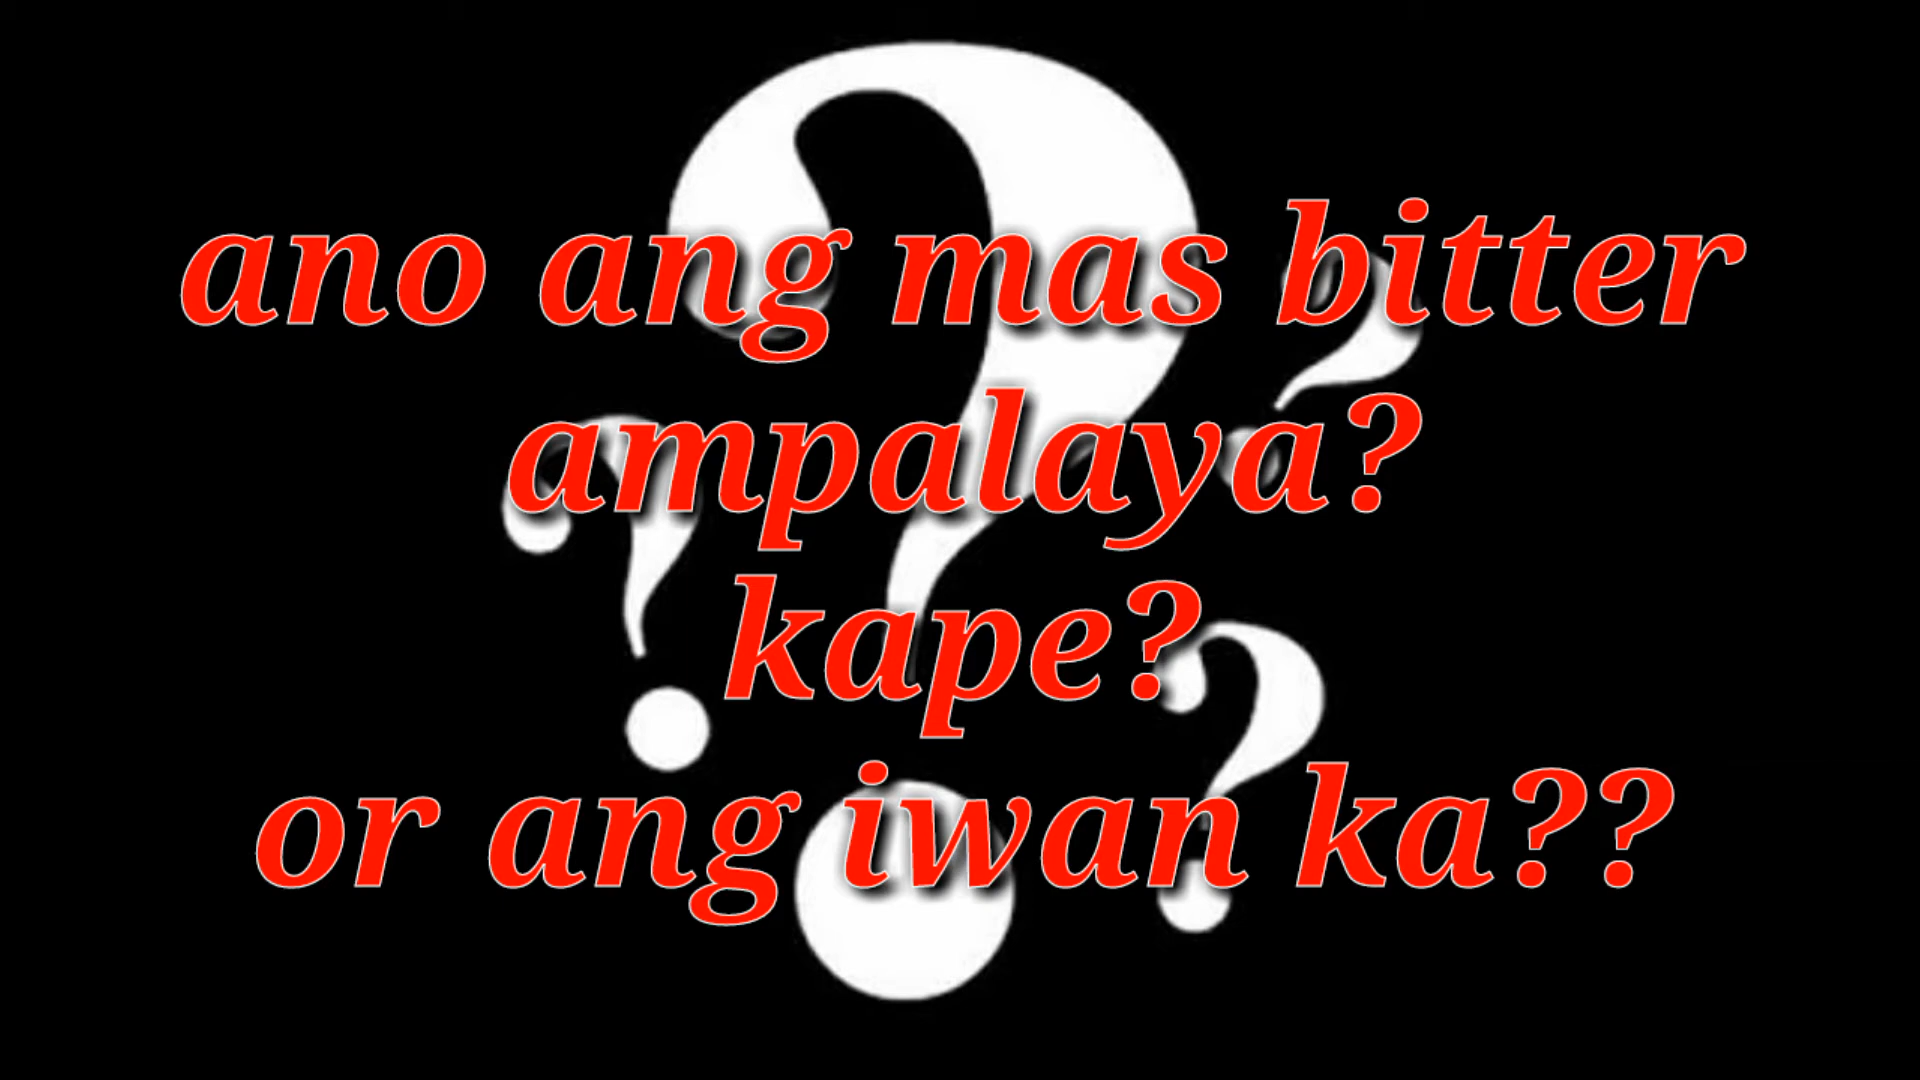 ano ang mas bitter
ampalaya?
kape?
or ang iwan ka??